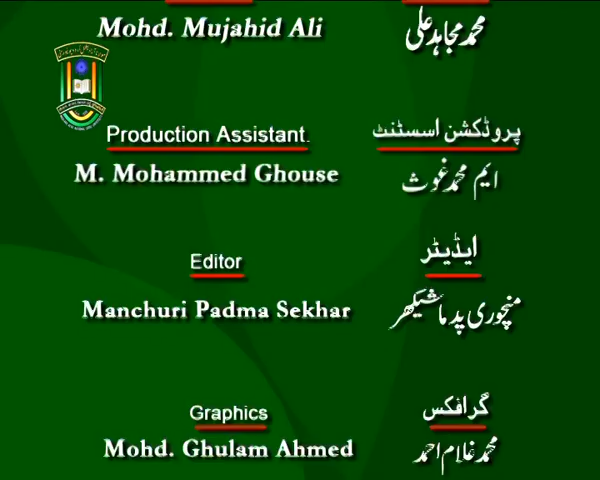 Mohd. Mujahid Ali محمد مجاہد علی
Production Assistant. پروڈکشن اسسٹنٹ
M. Mohammed Ghouse ایم محمد غوث
Editor ایڈیٹر
Manchuri Padma Sekhar منچوری پدما شیکھر
Graphics گرافکس
Mohd. Ghulam Ahmed محمد غلام احمد